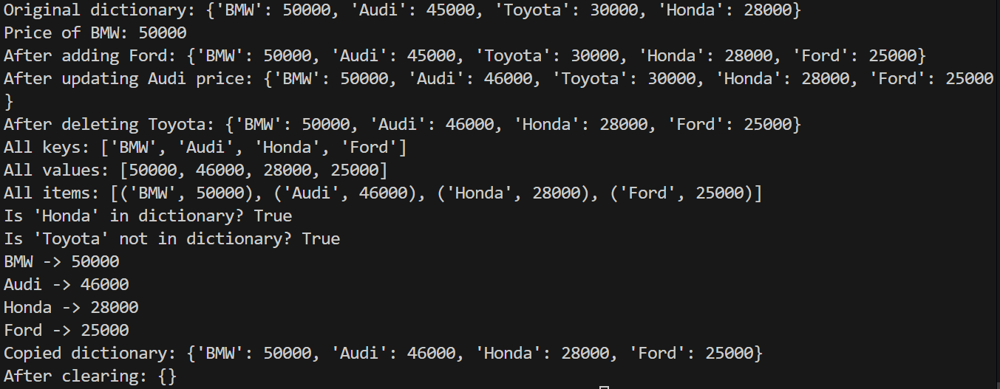 Original dictionary: {'BMW': 50000, 'Audi': 45000, 'Toyota': 30000, 'Honda': 28000}
Price of BMW: 50000
After adding Ford: {'BMW': 50000, 'Audi': 45000, 'Toyota': 30000, 'Honda': 28000, 'Ford': 25000}
After updating Audi price: {'BMW': 50000, 'Audi': 46000, 'Toyota': 30000, 'Honda': 28000, 'Ford': 25000
}
After deleting Toyota: {'BMW': 50000, 'Audi': 46000, 'Honda': 28000, 'Ford': 25000}
All keys: ['BMW', 'Audi', 'Honda', 'Ford']
All values: [50000, 46000, 28000, 25000]
All items: [('BMW', 50000), ('Audi', 46000), ('Honda', 28000), ('Ford', 25000)]
Is 'Honda' in dictionary? True
Is 'Toyota' not in dictionary? True
BMW -> 50000
Audi -> 46000
Honda -> 28000
Ford -> 25000
Copied dictionary: {'BMW': 50000, 'Audi': 46000, 'Honda': 28000, 'Ford': 25000}
After clearing: {}